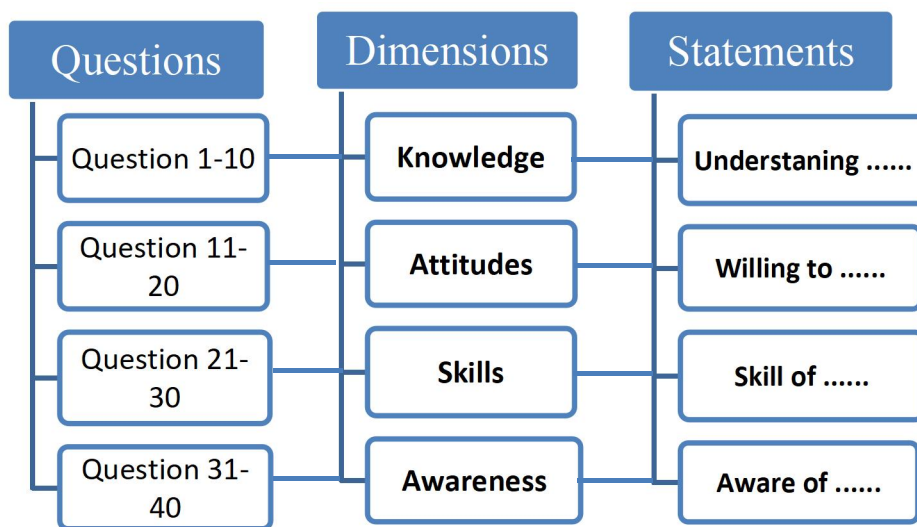 Questions
Dimensions
Statements
Question 1-10
Knowledge
Understaning ......
Question 11-
20
Attitudes
Willing to ......
Question 21-
30
Skills
Skill of ......
Question 31-
40
Awareness
Aware of ......